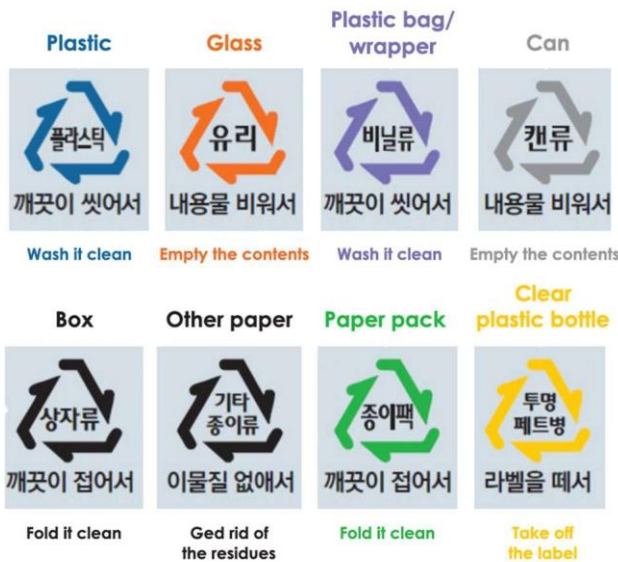 Plastic
Glass
Plastic bag/
wrapper
Can
플라스틱
유리
비닐류
캔류
깨끗이 씻어서
내용물 비워서
깨끗이 씻어서
내용물 비워서
Wash it clean
Empty the contents
Wash it clean
Empty the contents
Box
Other paper
Paper pack
Clear
plastic bottle
상자류
기타
종이류
종이팩
투명
페트병
깨끗이 접어서
이물질 없애서
깨끗이 접어서
라벨을 떼서
Fold it clean
Ged rid of
the residues
Fold it clean
Take off
the label